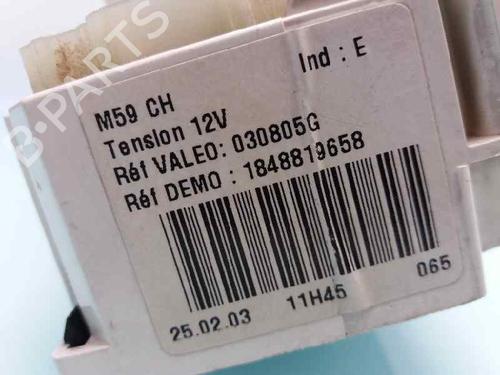 B-PARTS
Ind : E
M59 CH
Tension 12V
Réf VALEO: 030805G
Réf DEMO : 1848819658
25.02.03 11H45 065